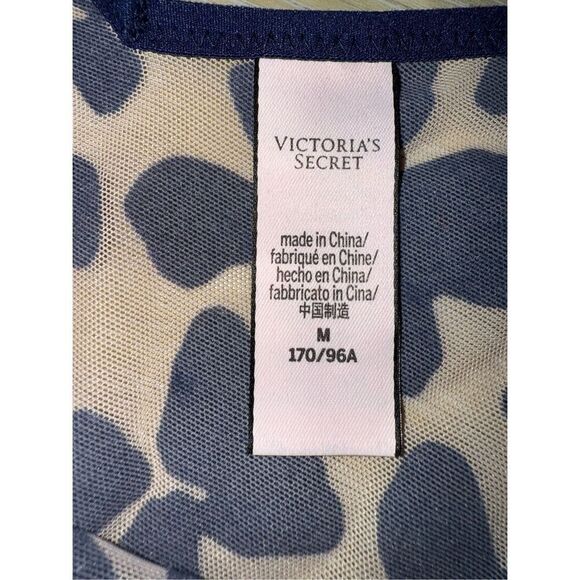 VICTORIA'S
SECRET
made in China/
fabriqué en Chine/
hecho en China/
fabbricato in Cina/
中国制造
M
170/96A